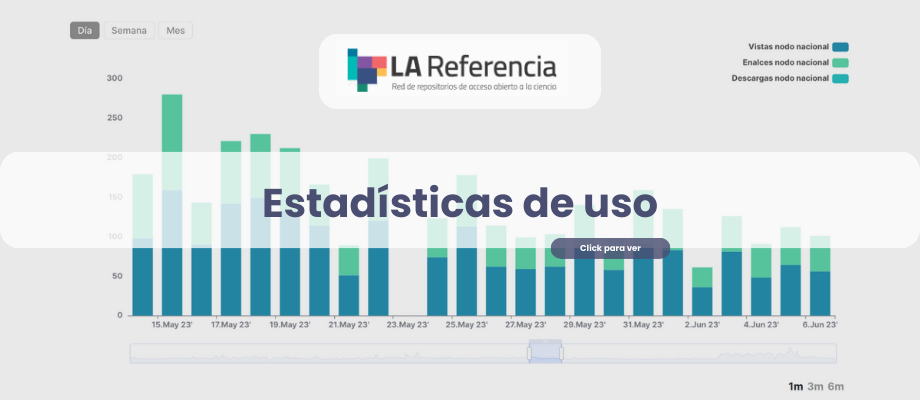 Día Semana Mes
LA Referencia
Red de repositorios de acceso abierto a la ciencia
Vistas nodo nacional
Enalces nodo nacional
Descargas nodo nacional
300
250
200
150
100
50
0
Estadísticas de uso
Click para ver
15.May 23' 17.May 23' 19.May 23' 21.May 23' 23.May 23' 25.May 23' 27.May 23' 29.May 23' 31.May 23' 2.Jun 23' 4.Jun 23' 6.Jun 23'
1m 3m 6m